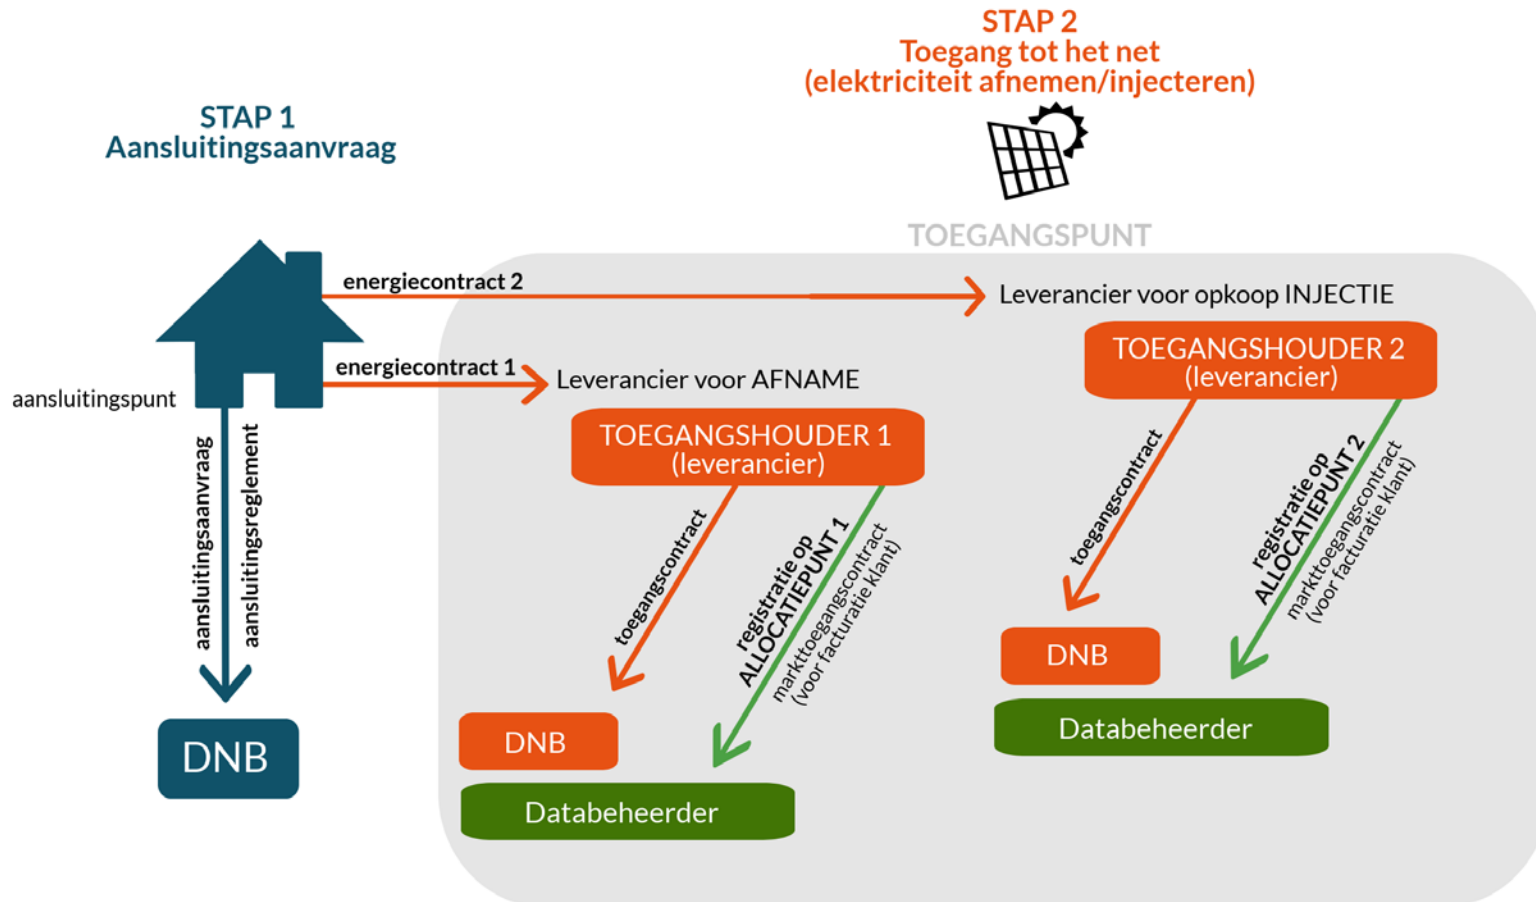 STAP 1
Aansluitingsaanvraag
STAP 2
Toegang tot het net
(elektriciteit afnemen/injecteren)
TOEGANGSPUNT
energiecontract 2
Leverancier voor opkoop INJECTIE
TOEGANGSHOUDER 2
(leverancier)
energiecontract 1
Leverancier voor AFNAME
TOEGANGSHOUDER 1
(leverancier)
aansluitingspunt
aansluitingsaanvraag
aansluitingsreglement
DNB
toegangscontract
registratie op
ALLOCATIEPUNT 1
markttoegangscontract
(voor facturatie klant)
DNB
Databeheerder
toegangscontract
registratie op
ALLOCATIEPUNT 2
markttoegangscontract
(voor facturatie klant)
DNB
Databeheerder